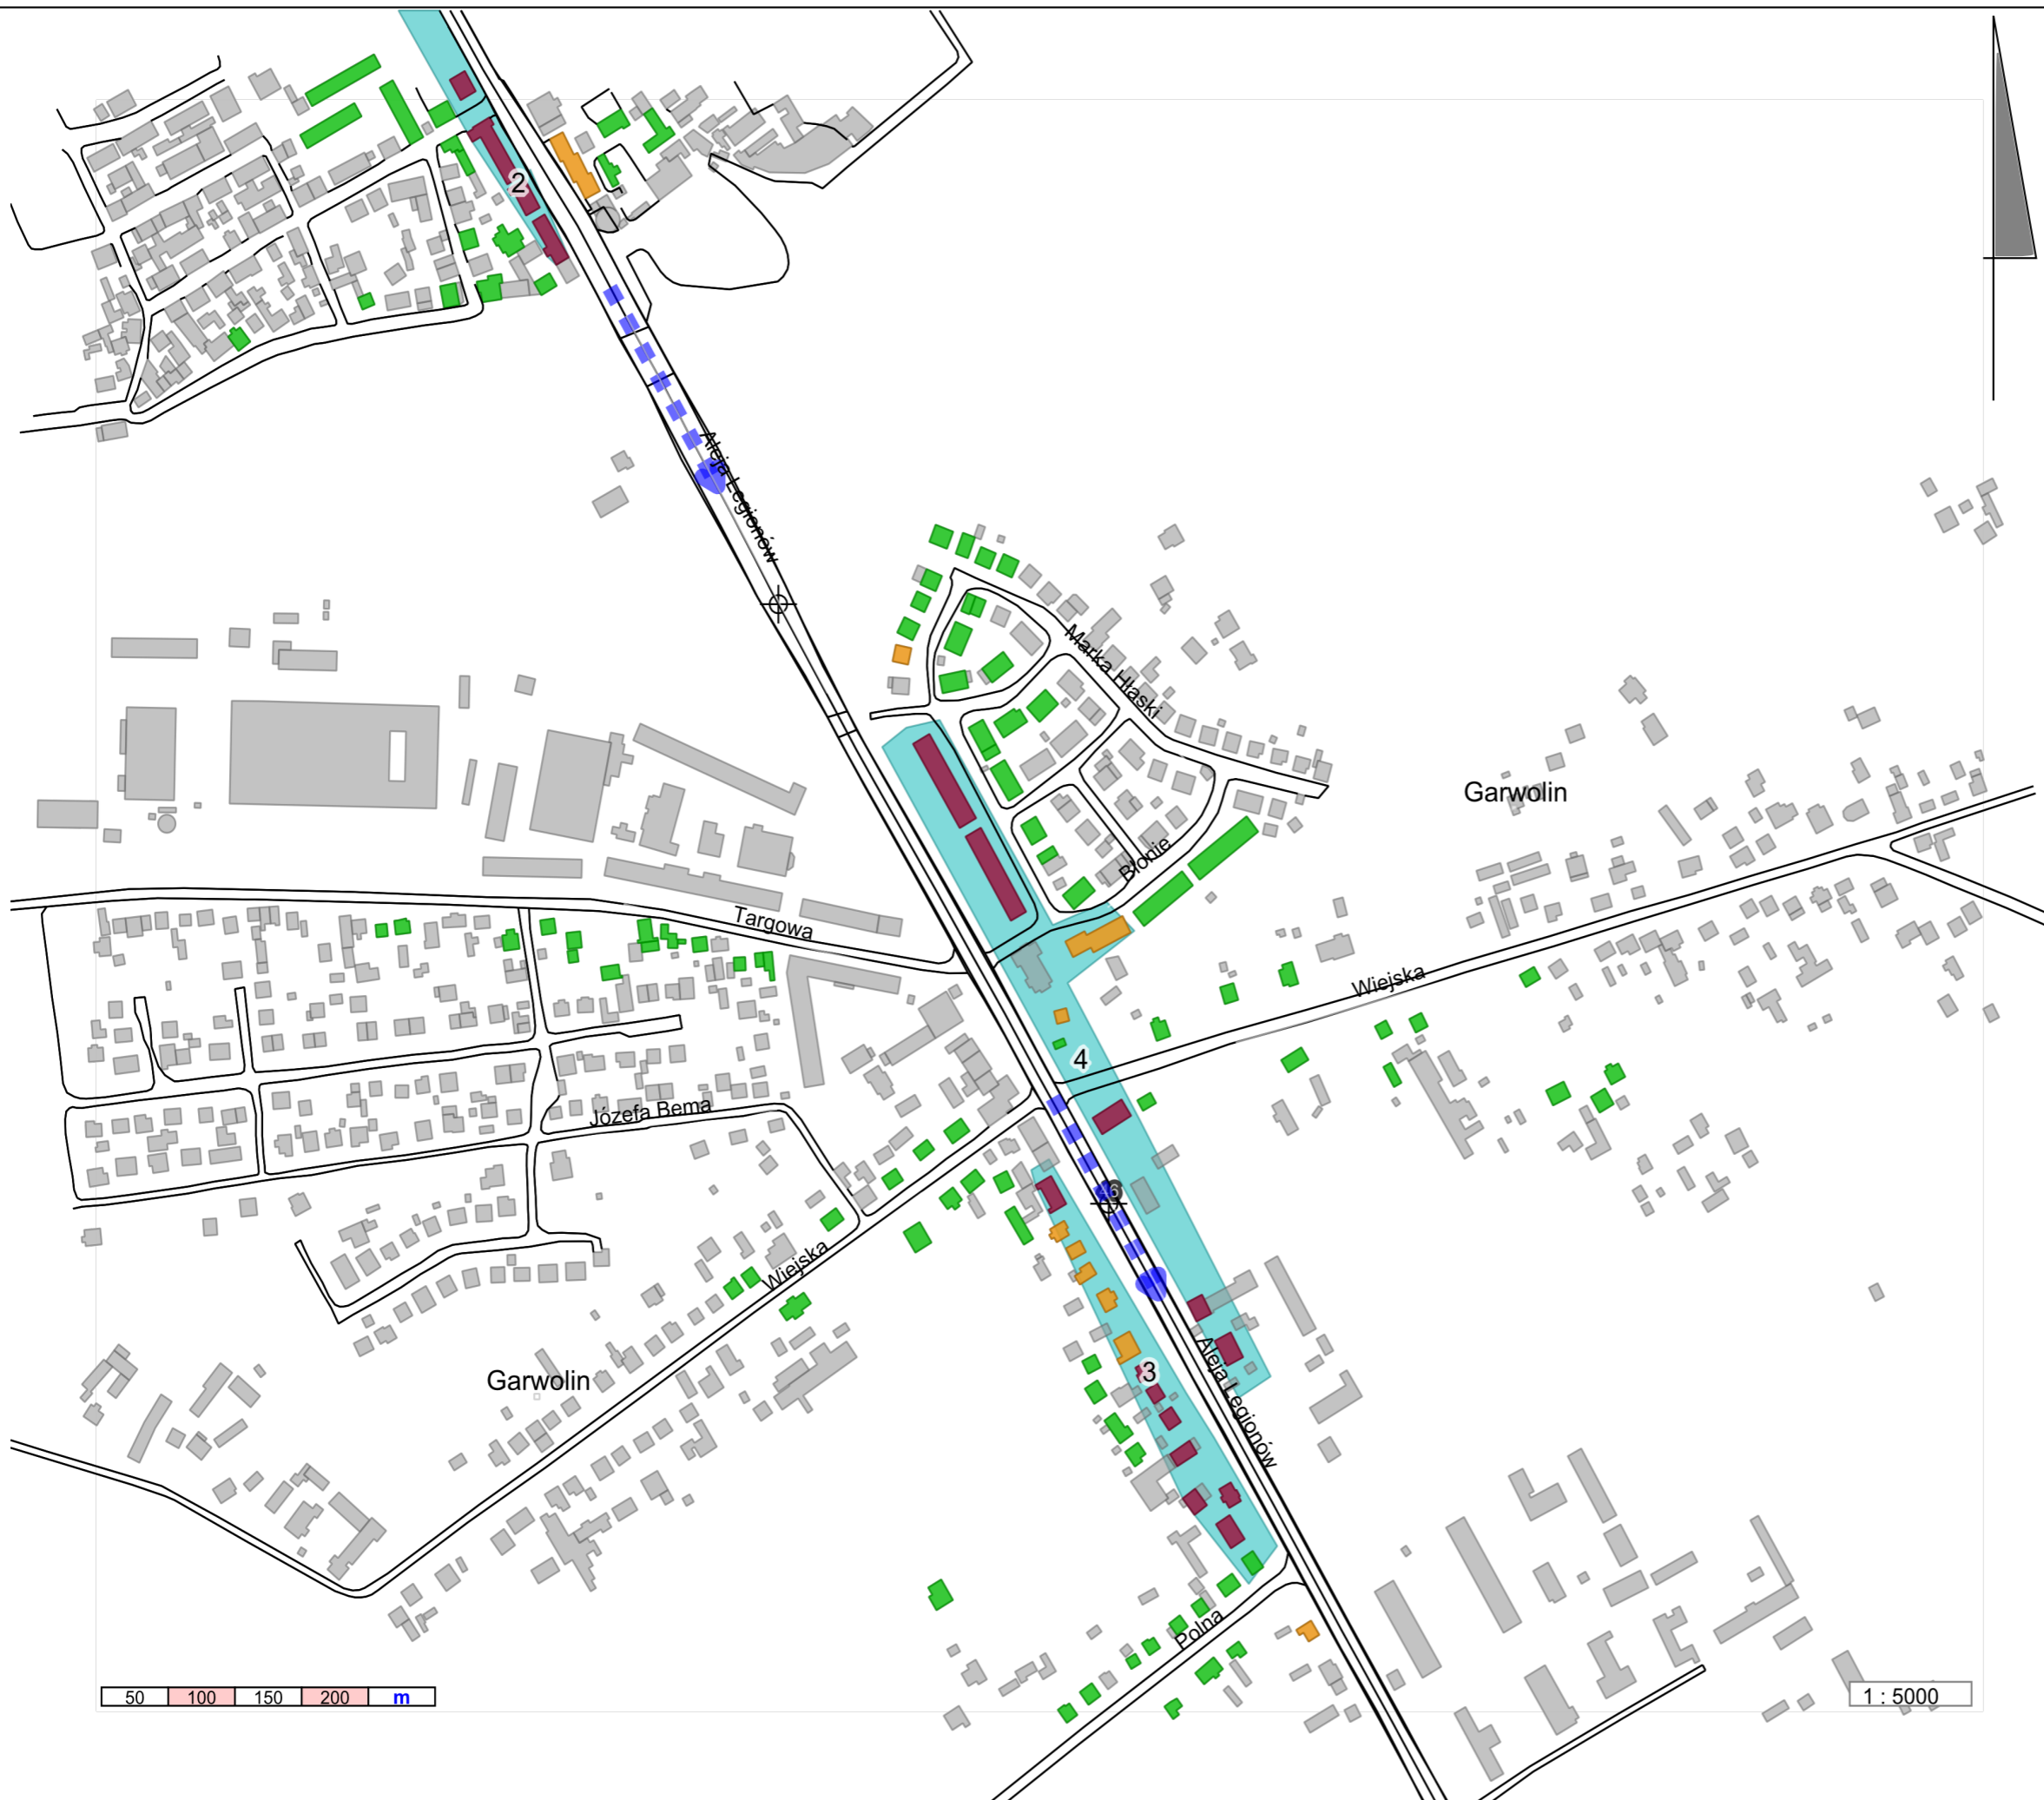 2
Aleja Legionów
Marka Hłaski
Garwolin
Błonie
Targowa
Wiejska
4
Józefa Bema
Wiejska
3
Garwolin
Aleja Legionów
Polna
50 100 150 200 m
1 : 5000